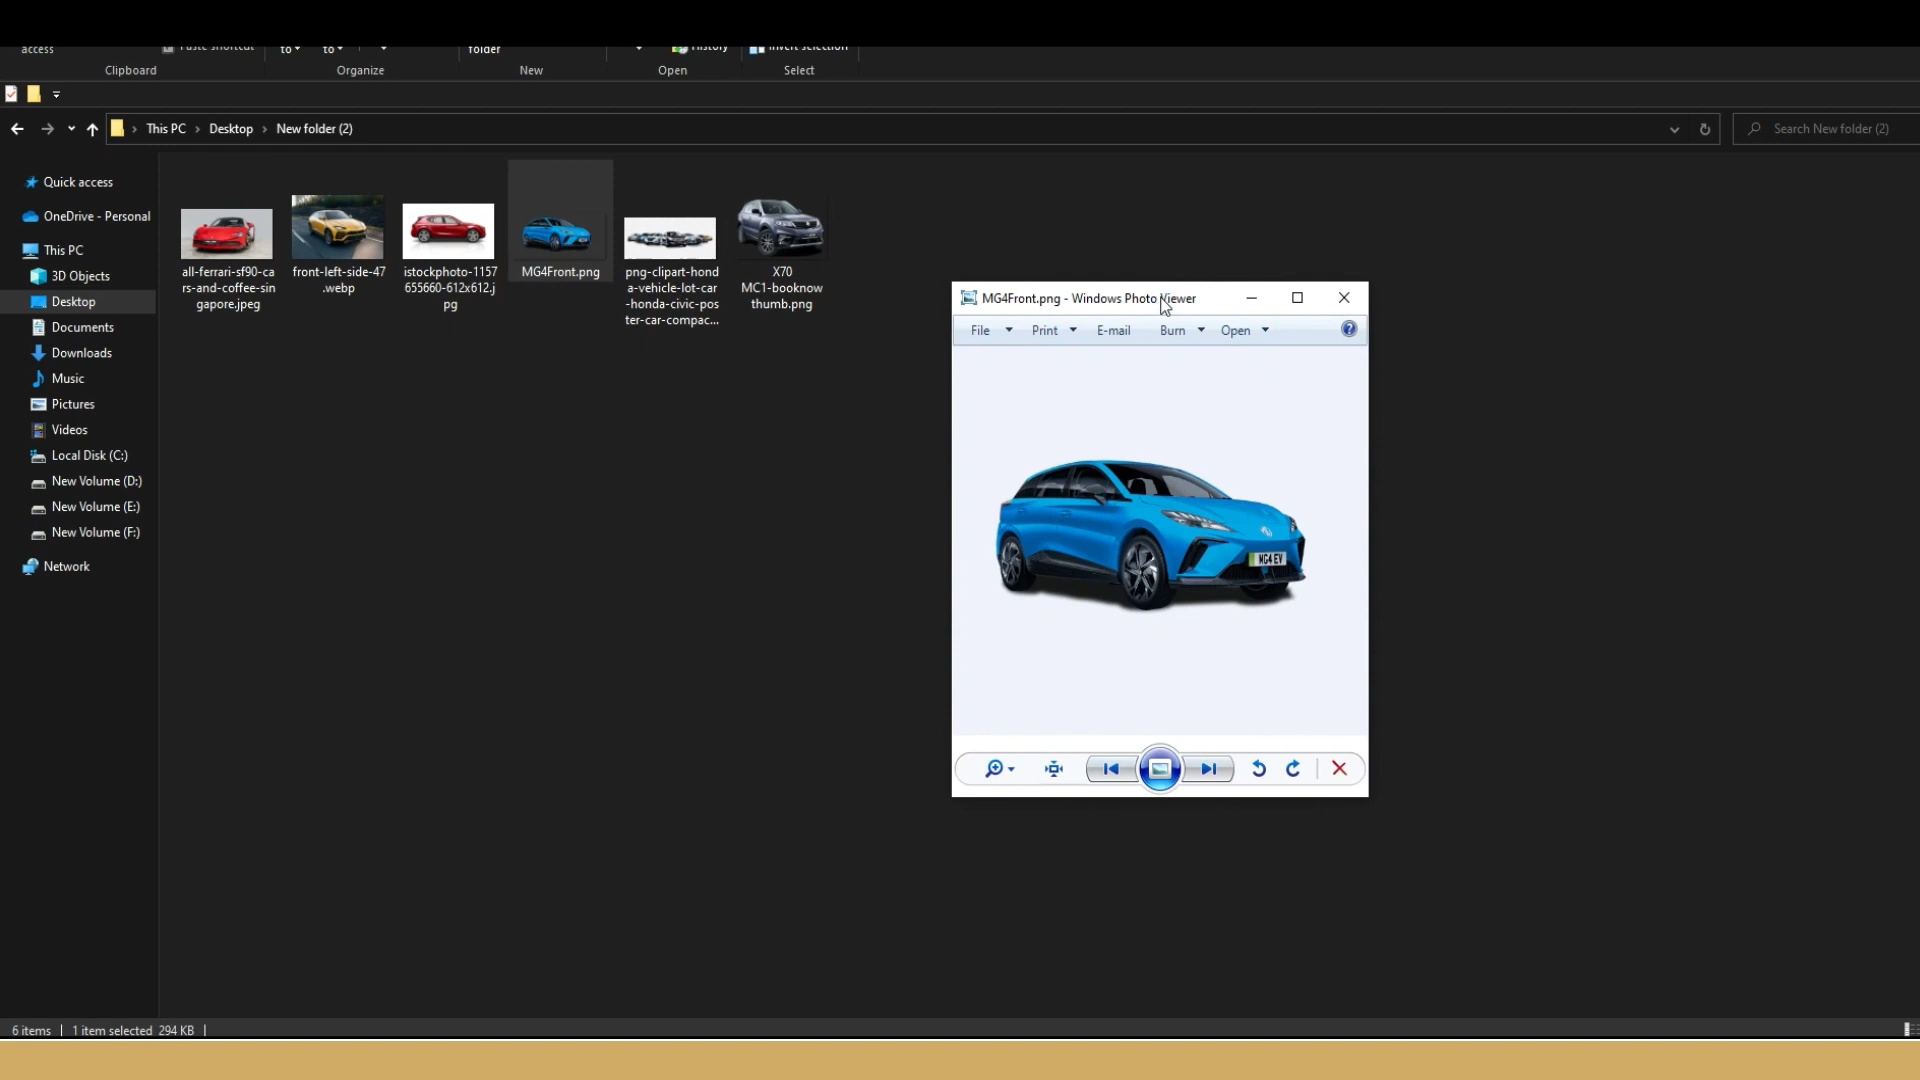 access
Paste shortcut
to
to
folder
History
Invert selection
Clipboard
Organize
New
Open
Select
This PC
Desktop
New folder (2)
Search New folder (2)
Quick access
OneDrive - Personal
This PC
3D Objects
Desktop
Documents
Downloads
Music
Pictures
Videos
Local Disk (C:)
New Volume (D:)
New Volume (E:)
New Volume (F:)
Network
all-ferrari-sf90-ca
rs-and-coffee-sin
gapore.jpeg
front-left-side-47
.webp
istockphoto-1157
655660-612x612.j
pg
MG4Front.png
png-clipart-hond
a-vehicle-lot-car
-honda-civic-pos
ter-car-compac...
X70
MC1-booknow
thumb.png
MG4Front.png - Windows Photo Viewer
File
Print
E-mail
Burn
Open
MG4 EV
6 items
1 item selected 294 KB